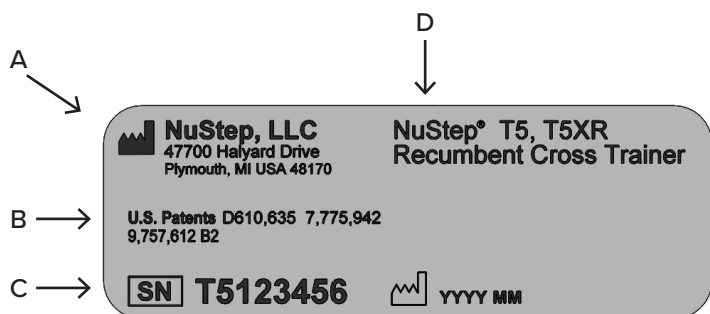 D
A
NuStep, LLC
47700 Halyard Drive
Plymouth, MI USA 48170
NuStep® T5, T5XR
Recumbent Cross Trainer
B
U.S. Patents D610,635 7,775,942
9,757,612 B2
C
SN T5123456
YYYY MM